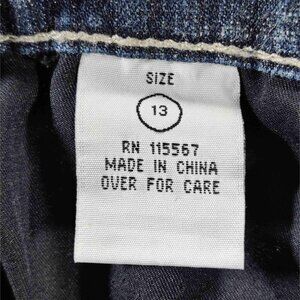 SIZE
13
RN 115567
MADE IN CHINA
OVER FOR CARE